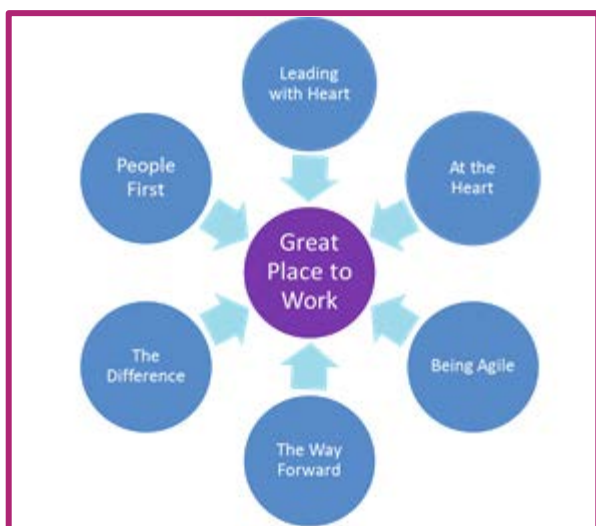 Leading
with Heart
People
First
At the
Heart
Great
Place to
Work
The
Difference
Being Agile
The Way
Forward